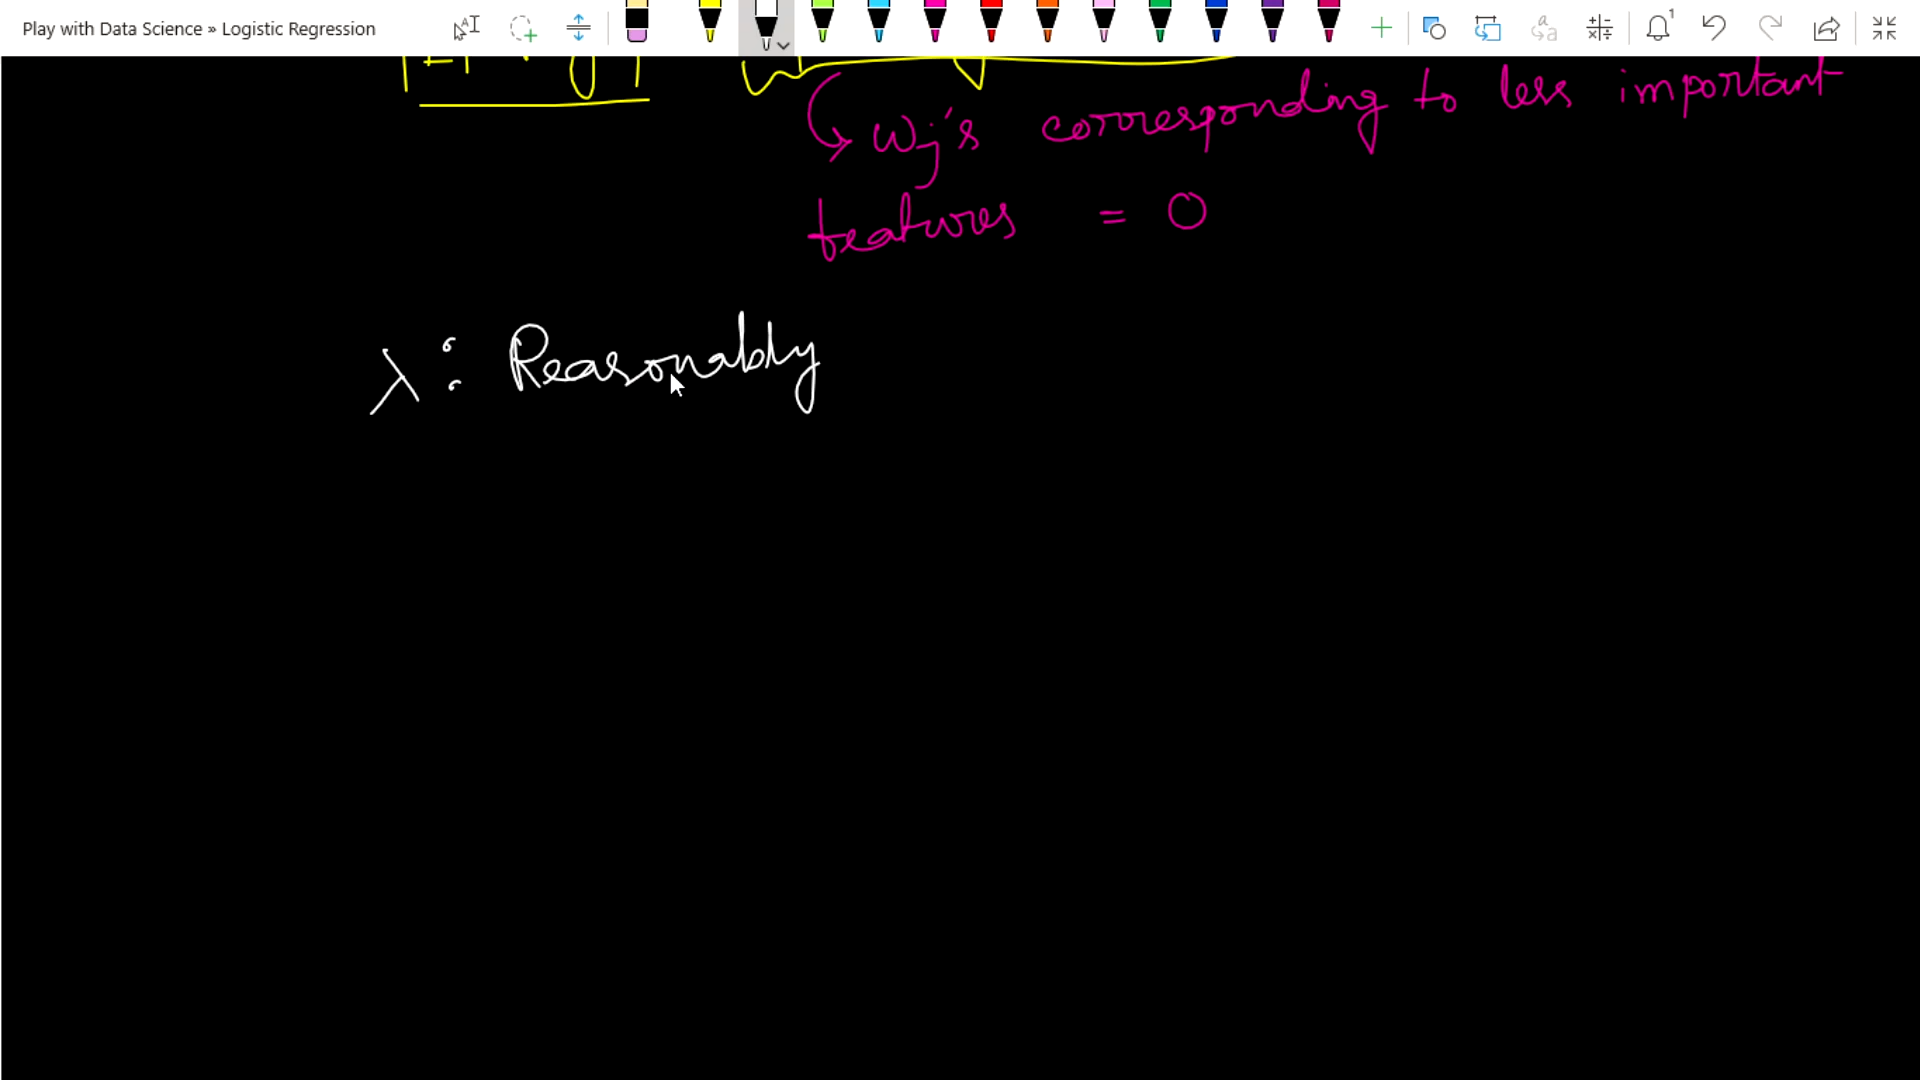 Play with Data Science » Logistic Regression
wj's corresponding to less important
features = 0
λ: Reasonably